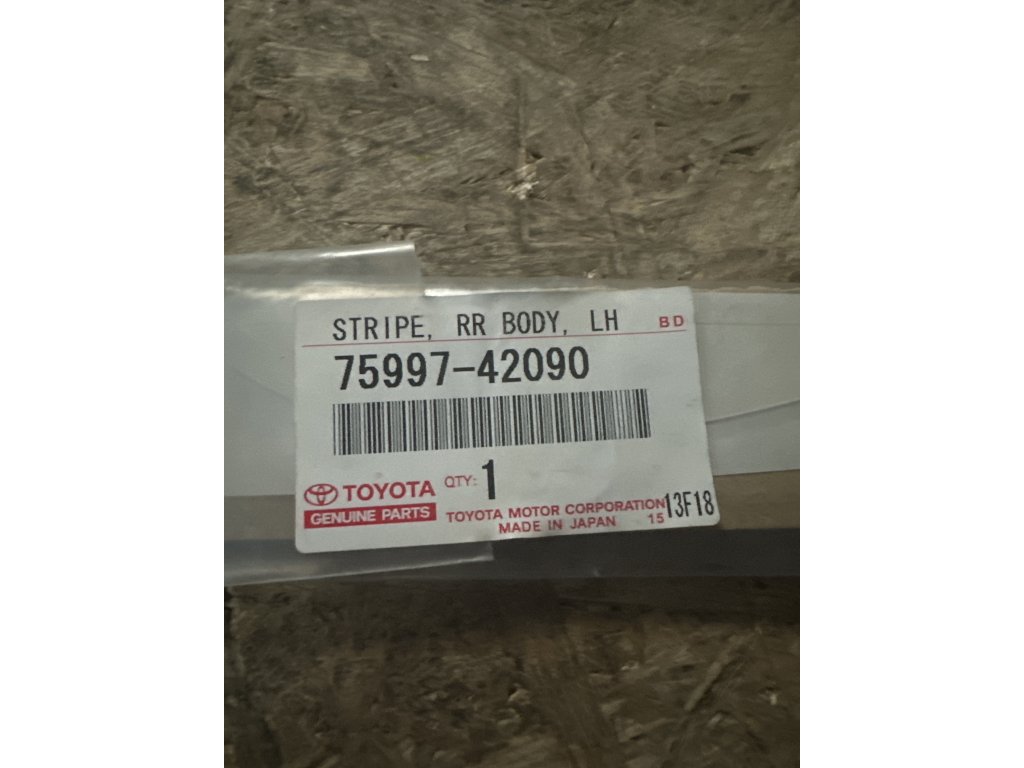 STRIPE, RR BODY, LH BD
75997-42090
TOYOTA QTY: 1
GENUINE PARTS
TOYOTA MOTOR CORPORATION 13F18
MADE IN JAPAN 15